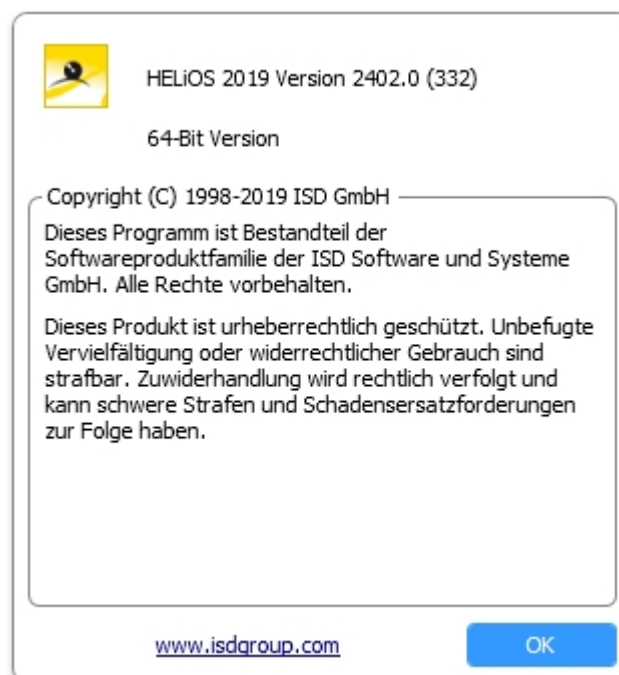 HELiOS 2019 Version 2402.0 (332)
64-Bit Version
Copyright (C) 1998-2019 ISD GmbH
Dieses Programm ist Bestandteil der
Softwareproduktfamilie der ISD Software und Systeme
GmbH. Alle Rechte vorbehalten.
Dieses Produkt ist urheberrechtlich geschützt. Unbefugte
Vervielfältigung oder widerrechtlicher Gebrauch sind
strafbar. Zuwiderhandlung wird rechtlich verfolgt und
kann schwere Strafen und Schadensersatzforderungen
zur Folge haben.
www.isdgroup.com
OK